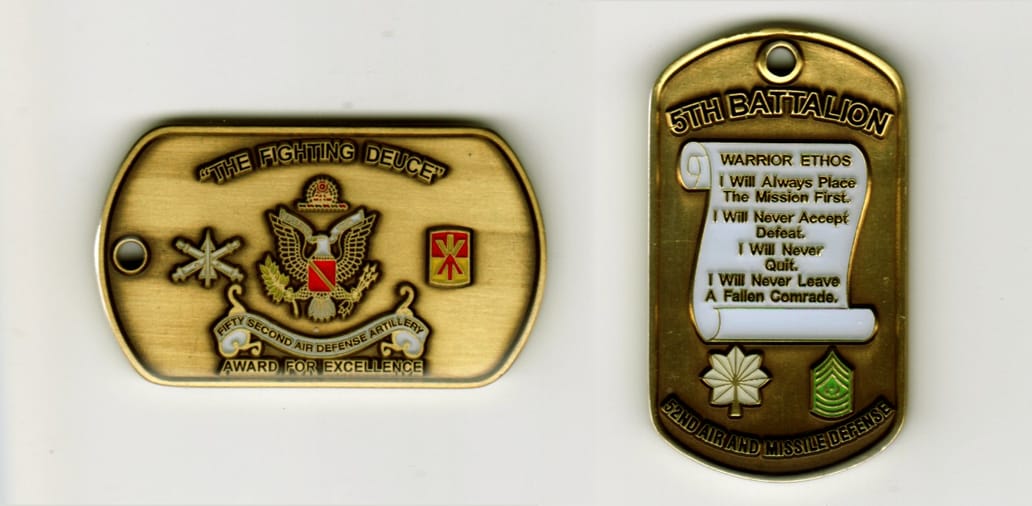 "THE FIGHTING DEUCE"
FIFTY SECOND AIR DEFENSE ARTILLERY
AWARD FOR EXCELLENCE
5TH BATTALION
WARRIOR ETHOS
I Will Always Place
The Mission First.
I Will Never Accept
Defeat.
I Will Never
Quit.
I Will Never Leave
A Fallen Comrade.
52ND AIR AND MISSILE DEFENSE